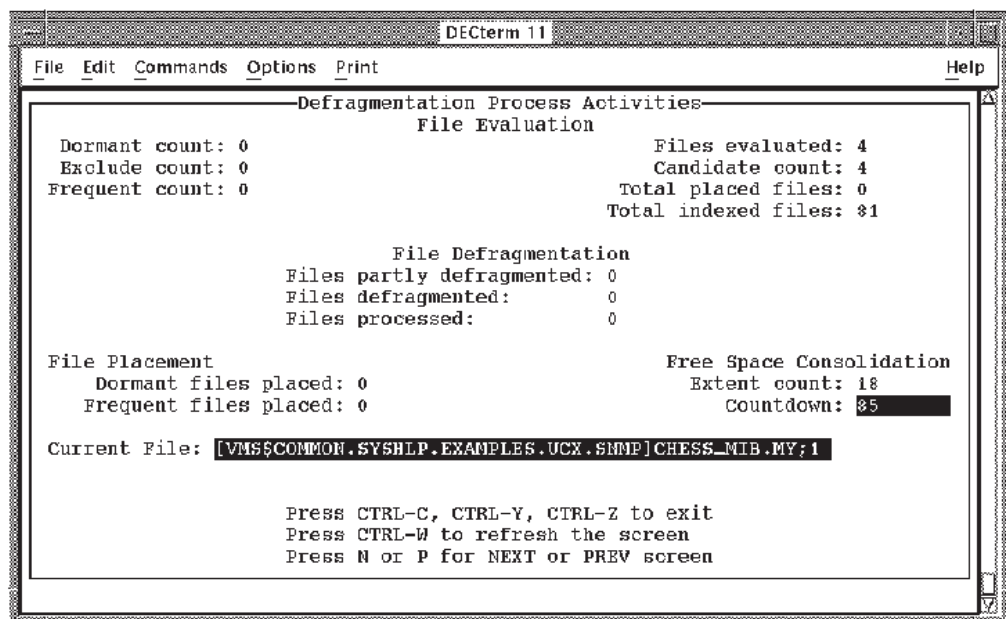 DECterm 11
File Edit Commands Options Print Help
Defragmentation Process Activities
File Evaluation
Dormant count: 0 Files evaluated: 4
Exclude count: 0 Candidate count: 4
Frequent count: 0 Total placed files: 0
Total indexed files: 81
File Defragmentation
Files partly defragmented: 0
Files defragmented: 0
Files processed: 0
File Placement Free Space Consolidation
Dormant files placed: 0 Extent count: 18
Frequent files placed: 0 Countdown: 85
Current File: [VMS$COMMON.SYSHLP.EXAMPLES.UCX.SNMP]CHESS_MIB.MY;1
Press CTRL-C, CTRL-Y, CTRL-Z to exit
Press CTRL-W to refresh the screen
Press N or P for NEXT or PREV screen